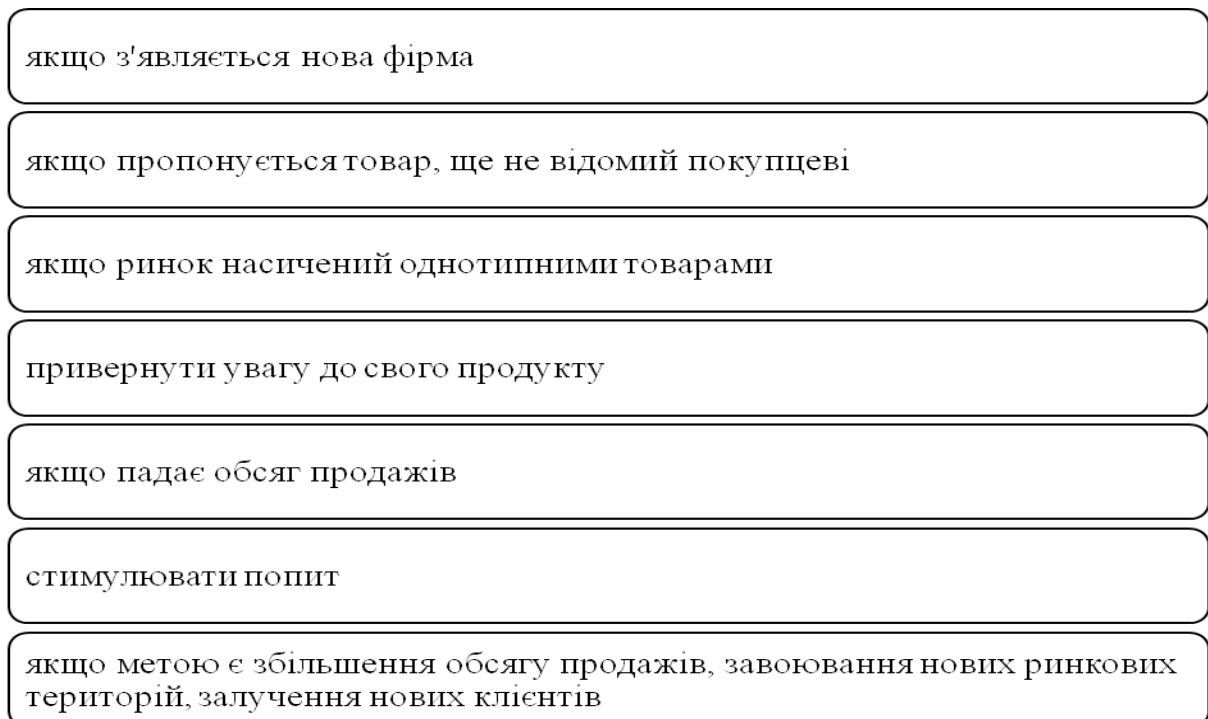 якщо з'являється нова фірма
якщо пропонується товар, ще не відомий покупцеві
якщо ринок насичений однотипними товарами
привернути увагу до свого продукту
якщо падає обсяг продажів
стимулювати попит
якщо метою є збільшення обсягу продажів, завоювання нових ринкових
територій, залучення нових клієнтів